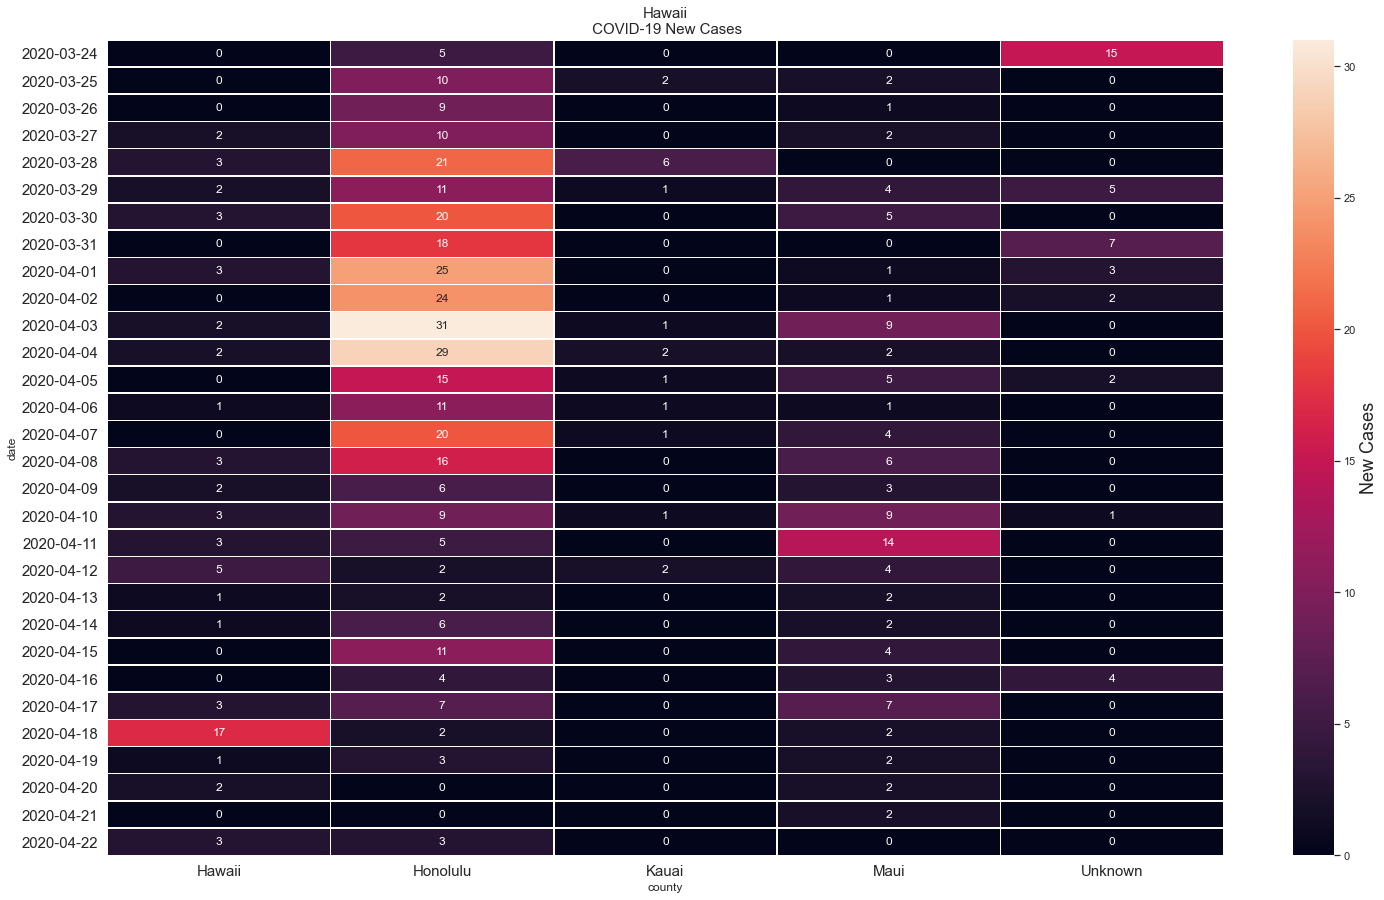 Hawaii
COVID-19 New Cases
2020-03-24 0 5 0 0 15
2020-03-25 0 10 2 2 0
2020-03-26 0 9 0 1 0
2020-03-27 2 10 0 2 0
2020-03-28 3 21 6 0 0
2020-03-29 2 11 1 4 5
2020-03-30 3 20 0 5 0
2020-03-31 0 18 0 0 7
2020-04-01 3 25 0 1 3
2020-04-02 0 24 0 1 2
2020-04-03 2 31 1 9 0
2020-04-04 2 29 2 2 0
2020-04-05 0 15 1 5 2
2020-04-06 1 11 1 1 0
2020-04-07 0 20 1 4 0
2020-04-08 3 16 0 6 0
2020-04-09 2 6 0 3 0
2020-04-10 3 9 1 9 1
2020-04-11 3 5 0 14 0
2020-04-12 5 2 2 4 0
2020-04-13 1 2 0 2 0
2020-04-14 1 6 0 2 0
2020-04-15 0 11 0 4 0
2020-04-16 0 4 0 3 4
2020-04-17 3 7 0 7 0
2020-04-18 17 2 0 2 0
2020-04-19 1 3 0 2 0
2020-04-20 2 0 0 2 0
2020-04-21 0 0 0 2 0
2020-04-22 3 3 0 0 0
Hawaii Honolulu Kauai Maui Unknown
county
date
30
25
20
15
10
5
0
New Cases